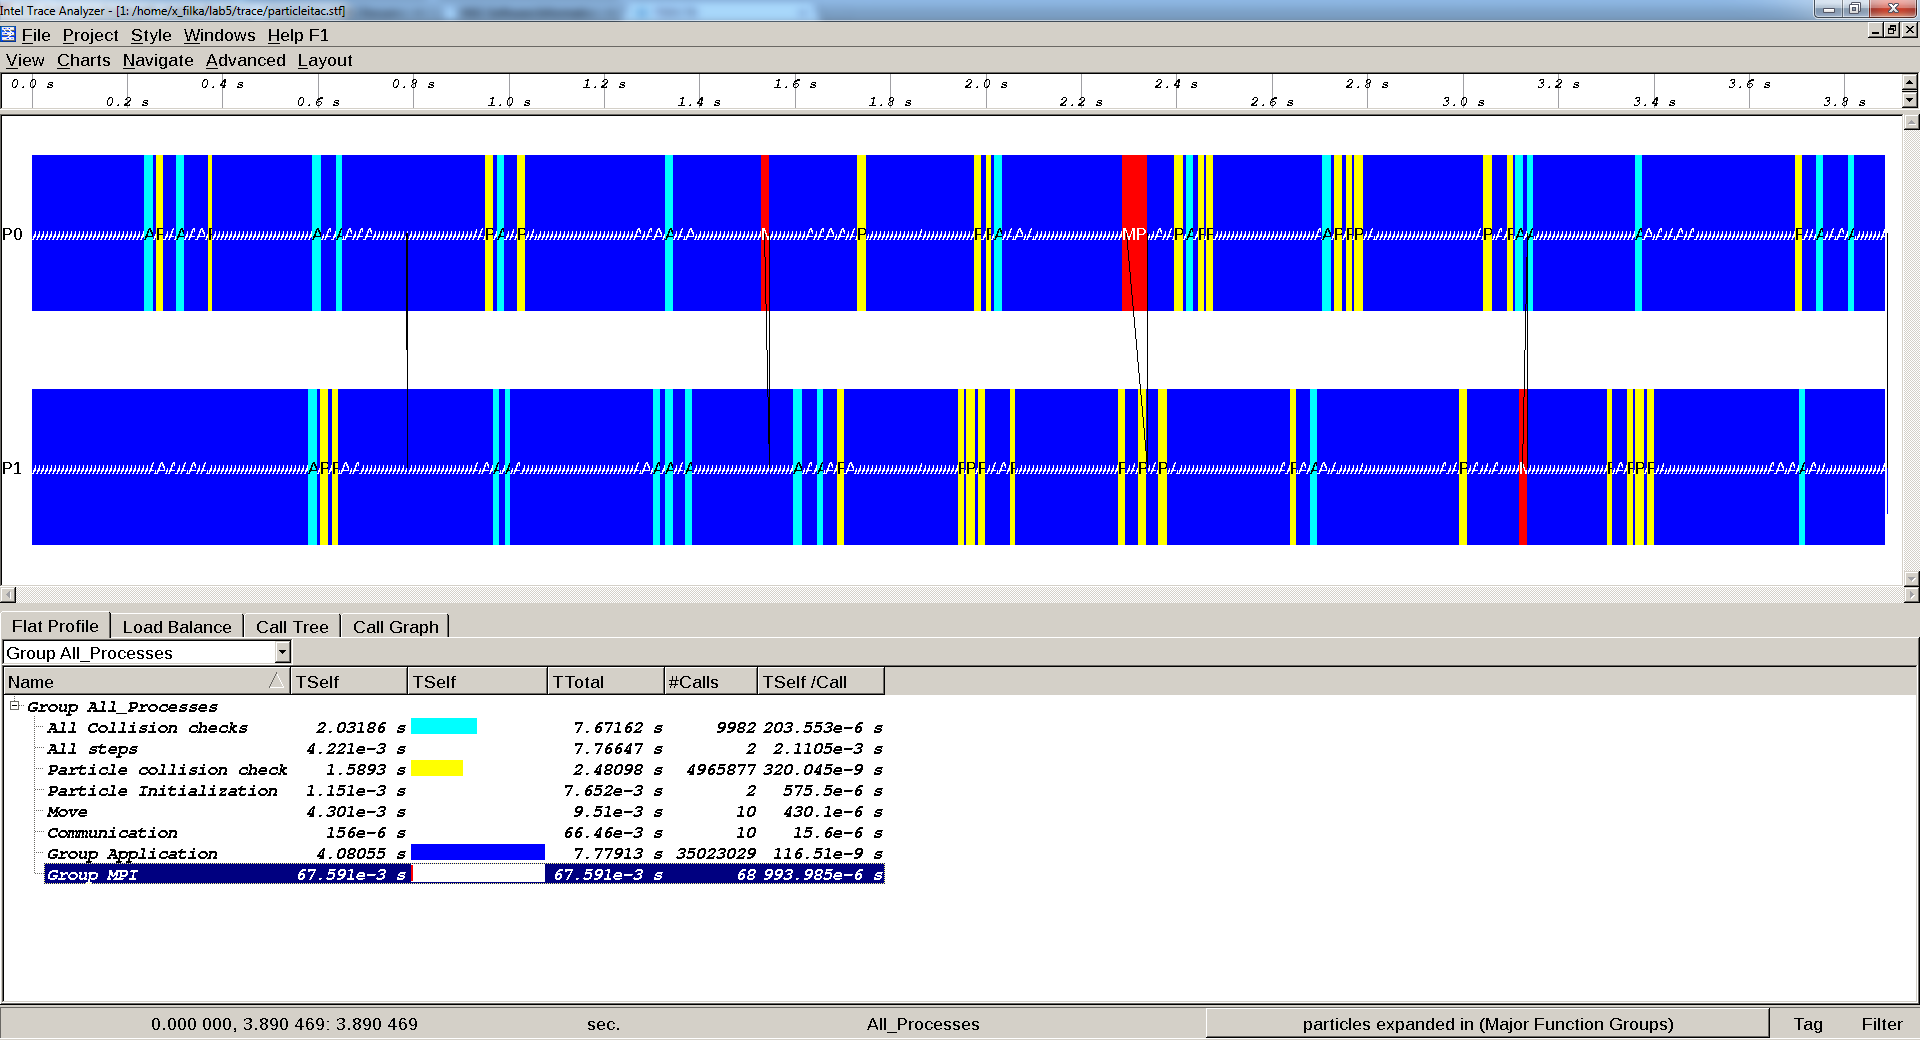 Intel Trace Analyzer - [1: /home/x_filka/lab5/trace/particleitac.stf]
File Project Style Windows Help F1
View Charts Navigate Advanced Layout
0.0 s 0.4 s 0.8 s 1.2 s 1.6 s 2.0 s 2.4 s 2.8 s 3.2 s 3.6 s
0.2 s 0.6 s 1.0 s 1.4 s 1.8 s 2.2 s 2.6 s 3.0 s 3.4 s 3.8 s
P0
MP
P1
Flat Profile Load Balance Call Tree Call Graph
Group All_Processes
Name TSelf TSelf TTotal #Calls TSelf /Call
Group All_Processes
All Collision checks 2.03186 s 7.67162 s 9982 203.553e-6 s
All steps 4.221e-3 s 7.76647 s 2 2.1105e-3 s
Particle collision check 1.5893 s 2.48098 s 4965877 320.045e-9 s
Particle Initialization 1.151e-3 s 7.652e-3 s 2 575.5e-6 s
Move 4.301e-3 s 9.51e-3 s 10 430.1e-6 s
Communication 156e-6 s 66.46e-3 s 10 15.6e-6 s
Group Application 4.08055 s 7.77913 s 35023029 116.51e-9 s
Group MPI 67.591e-3 s 67.591e-3 s 68 993.985e-6 s
0.000 000, 3.890 469: 3.890 469 sec. All_Processes particles expanded in (Major Function Groups) Tag Filter